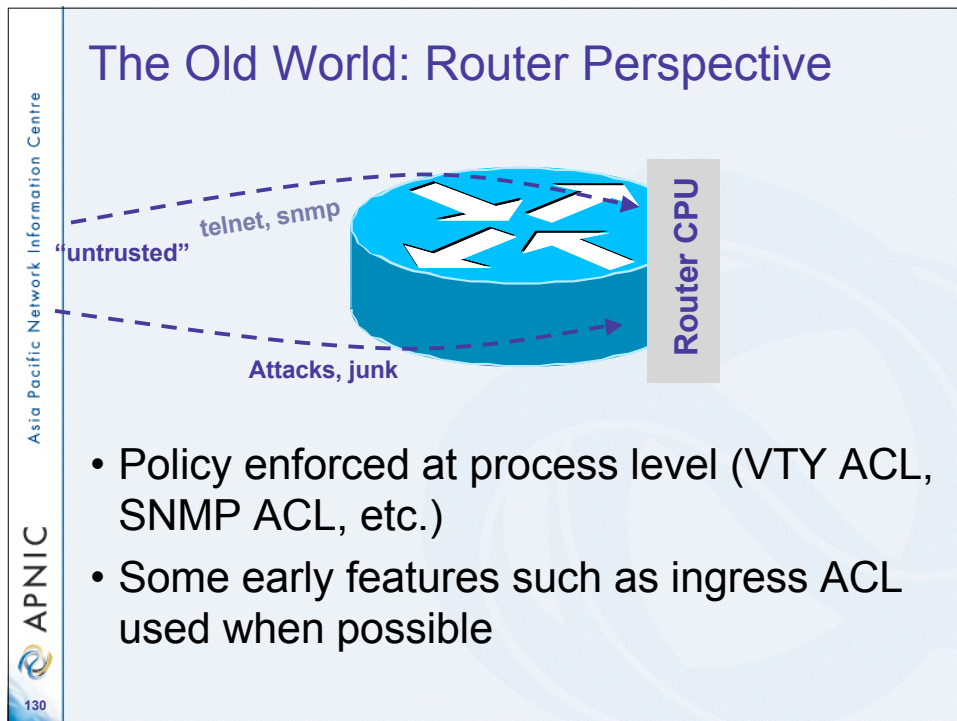 The Old World: Router Perspective
telnet, snmp
“untrusted”
Router CPU
Attacks, junk
• Policy enforced at process level (VTY ACL,
SNMP ACL, etc.)
• Some early features such as ingress ACL
used when possible
Asia Pacific Network Information Centre
APNIC
130